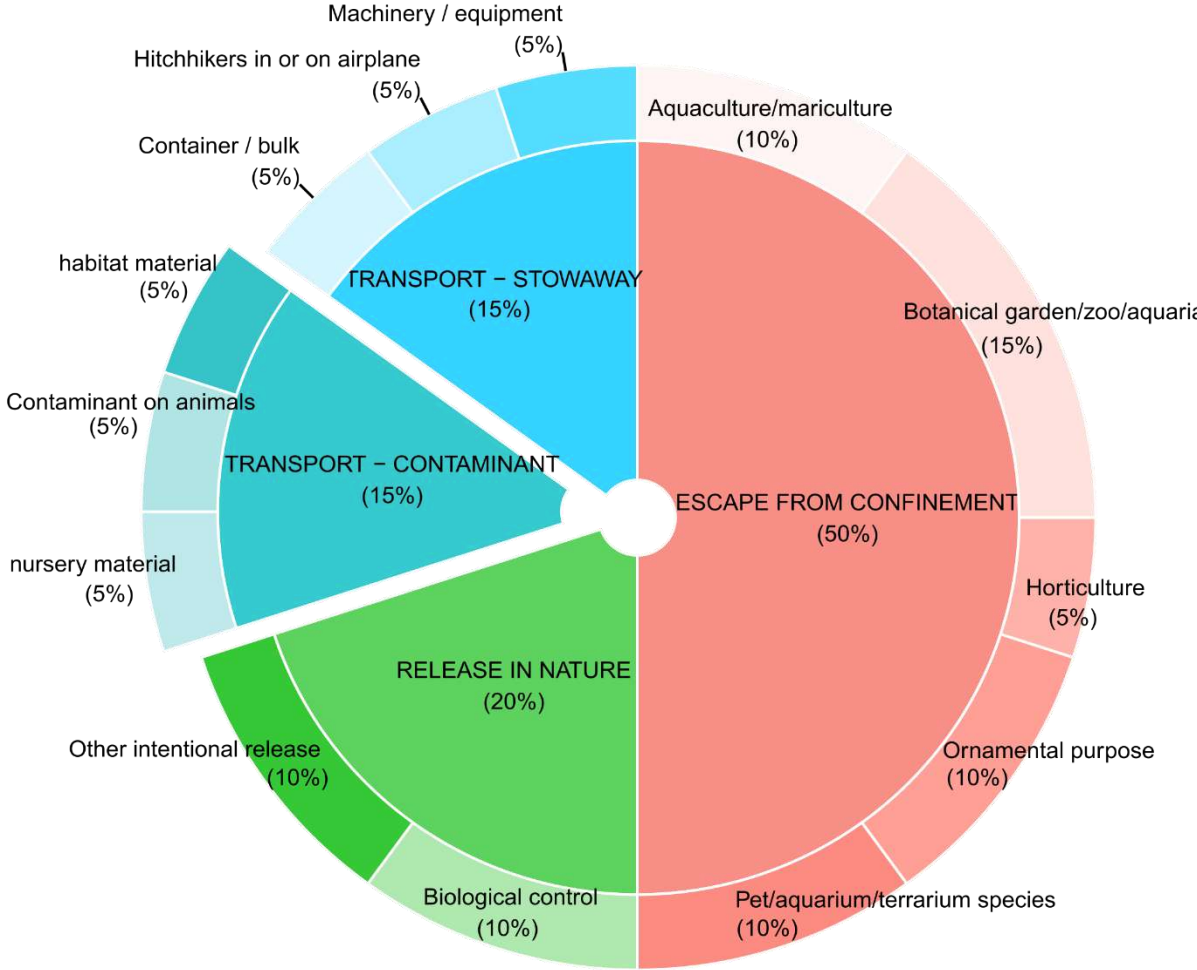 Machinery / equipment
(5%)
Hitchhikers in or on airplane
(5%)
Container / bulk
(5%)
Aquaculture/mariculture
(10%)
habitat material
(5%)
TRANSPORT – STOWAWAY
(15%)
Botanical garden/zoo/aquaria
(15%)
Contaminant on animals
(5%)
TRANSPORT – CONTAMINANT
(15%)
ESCAPE FROM CONFINEMENT
(50%)
nursery material
(5%)
Horticulture
(5%)
RELEASE IN NATURE
(20%)
Other intentional release
(10%)
Ornamental purpose
(10%)
Biological control
(10%)
Pet/aquarium/terrarium species
(10%)